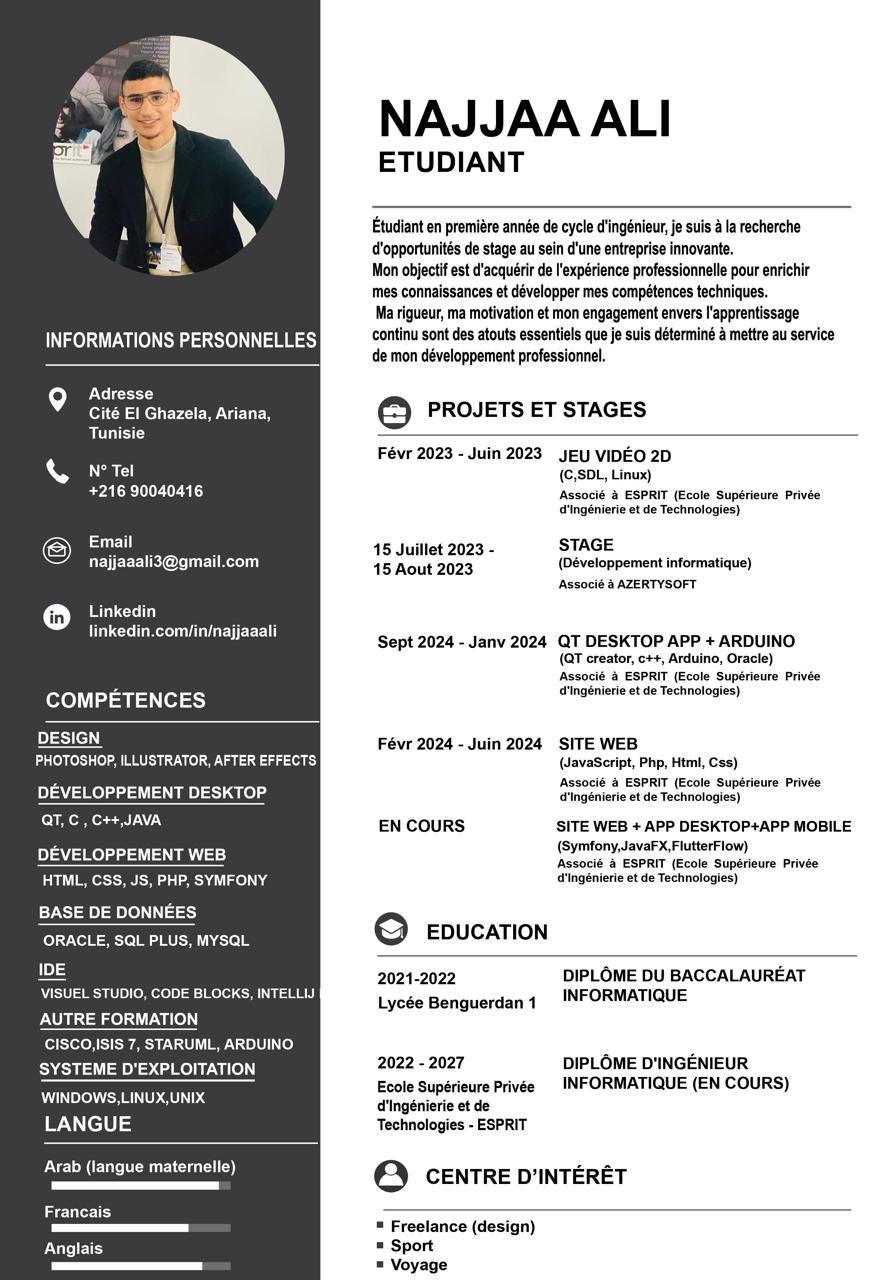 NAJJAA ALI
ETUDIANT
Étudiant en première année de cycle d'ingénieur, je suis à la recherche
d'opportunités de stage au sein d'une entreprise innovante.
Mon objectif est d'acquérir de l'expérience professionnelle pour enrichir
mes connaissances et développer mes compétences techniques.
Ma rigueur, ma motivation et mon engagement envers l'apprentissage
continu sont des atouts essentiels que je suis déterminé à mettre au service
de mon développement professionnel.
INFORMATIONS PERSONNELLES
Adresse
Cité El Ghazela, Ariana,
Tunisie
N° Tel
+216 90040416
Email
najjaaali3@gmail.com
Linkedin
linkedin.com/in/najjaaali
COMPÉTENCES
DESIGN
PHOTOSHOP, ILLUSTRATOR, AFTER EFFECTS
DÉVELOPPEMENT DESKTOP
QT, C , C++,JAVA
DÉVELOPPEMENT WEB
HTML, CSS, JS, PHP, SYMFONY
BASE DE DONNÉES
ORACLE, SQL PLUS, MYSQL
IDE
VISUEL STUDIO, CODE BLOCKS, INTELLIJ
AUTRE FORMATION
CISCO,ISIS 7, STARUML, ARDUINO
SYSTEME D'EXPLOITATION
WINDOWS,LINUX,UNIX
LANGUE
Arab (langue maternelle)
Francais
Anglais
PROJETS ET STAGES
Févr 2023 - Juin 2023
JEU VIDÉO 2D
(C,SDL, Linux)
Associé à ESPRIT (Ecole Supérieure Privée
d'Ingénierie et de Technologies)
15 Juillet 2023 -
15 Aout 2023
STAGE
(Développement informatique)
Associé à AZERTYSOFT
Sept 2024 - Janv 2024
QT DESKTOP APP + ARDUINO
(QT creator, c++, Arduino, Oracle)
Associé à ESPRIT (Ecole Supérieure Privée
d'Ingénierie et de Technologies)
Févr 2024 - Juin 2024
SITE WEB
(JavaScript, Php, Html, Css)
Associé à ESPRIT (Ecole Supérieure Privée
d'Ingénierie et de Technologies)
EN COURS
SITE WEB + APP DESKTOP+APP MOBILE
(Symfony,JavaFX,FlutterFlow)
Associé à ESPRIT (Ecole Supérieure Privée
d'Ingénierie et de Technologies)
EDUCATION
2021-2022
Lycée Benguerdan 1
DIPLÔME DU BACCALAURÉAT
INFORMATIQUE
2022 - 2027
Ecole Supérieure Privée
d'Ingénierie et de
Technologies - ESPRIT
DIPLÔME D'INGÉNIEUR
INFORMATIQUE (EN COURS)
CENTRE D’INTÉRÊT
Freelance (design)
Sport
Voyage